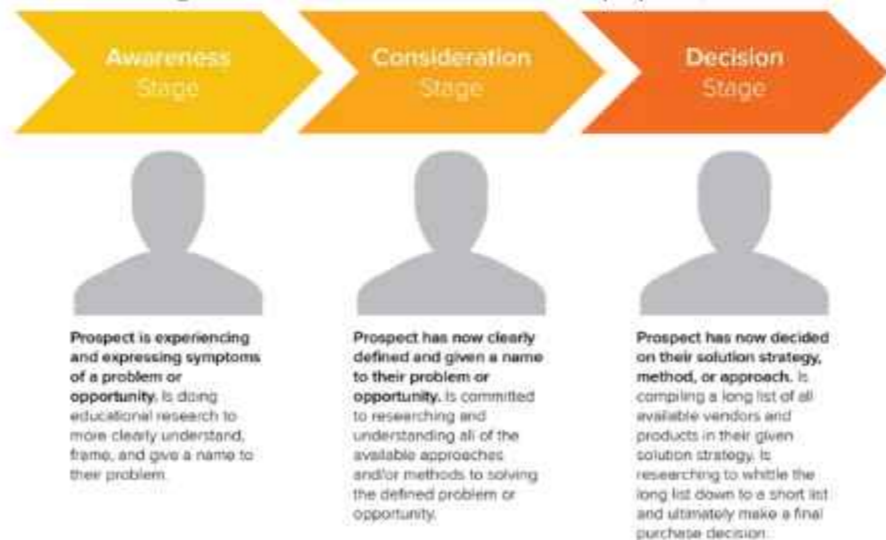 Awareness
Stage
Consideration
Stage
Decision
Stage
Prospect is experiencing
and expressing symptoms
of a problem or
opportunity. Is doing
educational research to
more clearly understand,
frame, and give a name to
their problem.
Prospect has now clearly
defined and given a name
to their problem or
opportunity. Is committed
to researching and
understanding all of the
available approaches
and/or methods to solving
the defined problem or
opportunity.
Prospect has now decided
on their solution strategy,
method, or approach. Is
compiling a long list of all
available vendors and
products in their given
solution strategy. Is
researching to whittle the
long list down to a short list
and ultimately make a final
purchase decision.